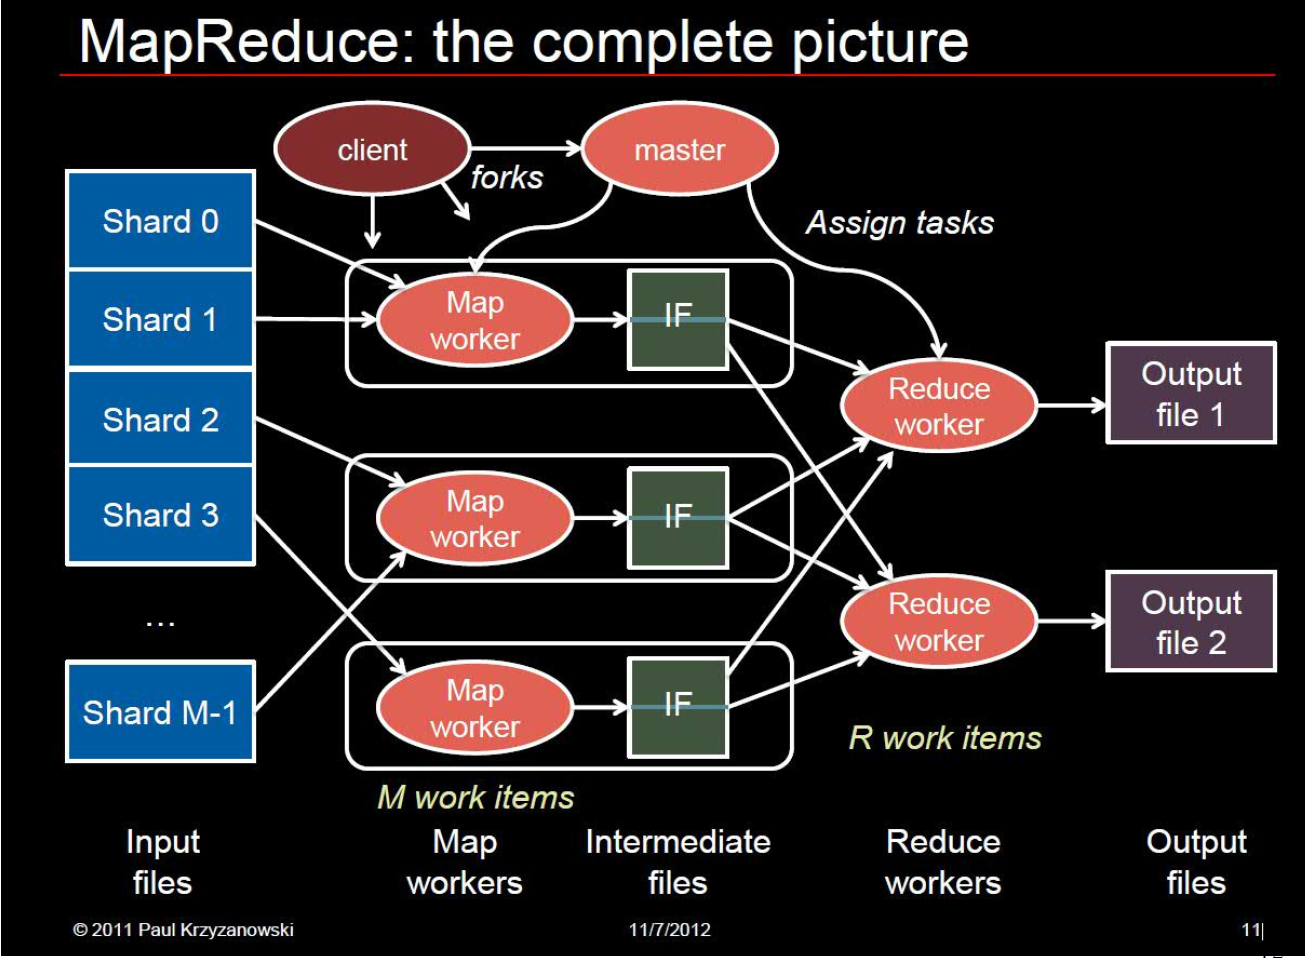 MapReduce: the complete picture
client
master
forks
Assign tasks
Shard 0
Shard 1
Shard 2
Shard 3
...
Shard M-1
Map
worker
IF
Map
worker
IF
Map
worker
IF
Reduce
worker
Reduce
worker
Output
file 1
Output
file 2
M work items
R work items
Input
files
Map
workers
Intermediate
files
Reduce
workers
Output
files
© 2011 Paul Krzyzanowski
11/7/2012
11